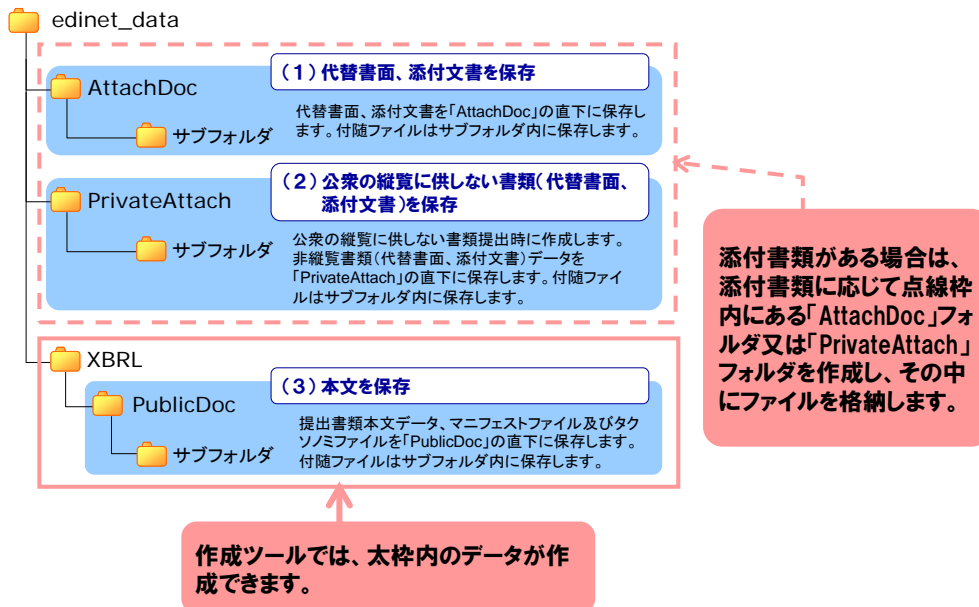 edinet_data
(1)代替書面、添付文書を保存
AttachDoc
代替書面、添付文書を「AttachDoc」の直下に保存し
ます。付随ファイルはサブフォルダ内に保存します。
サブフォルダ
(2)公衆の縦覧に供しない書類(代替書面、
添付文書)を保存
PrivateAttach
サブフォルダ
公衆の縦覧に供しない書類提出時に作成します。
非縦覧書類(代替書面、添付文書)データを
「PrivateAttach」の直下に保存します。付随ファイ
ルはサブフォルダ内に保存します。
添付書類がある場合は、
添付書類に応じて点線枠
内にある「AttachDoc」フォ
ルダ又は「PrivateAttach」
フォルダを作成し、その中
にファイルを格納します。
XBRL
(3)本文を保存
PublicDoc
提出書類本文データ、マニフェストファイル及びタク
ソノミファイルを「PublicDoc」の直下に保存します。
付随ファイルはサブフォルダ内に保存します。
サブフォルダ
作成ツールでは、太枠内のデータが作
成できます。